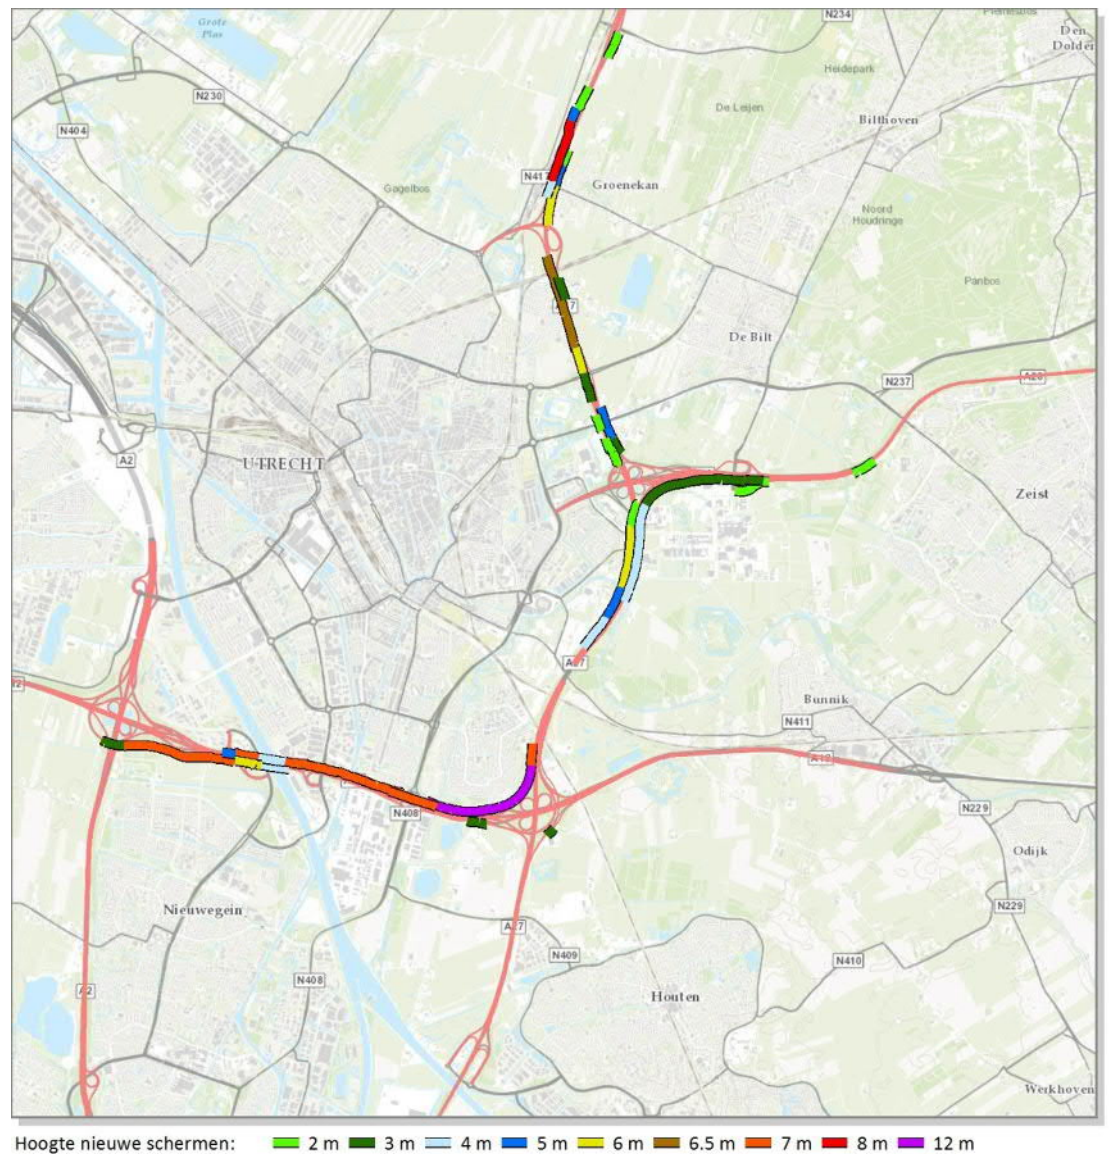 Grote
Plas
N234
Den
Dolder
Heidepark
N230
De Leijen
Bilthoven
N404
N417
Groenekan
Gagelbos
Noord
Houdringe
Panbos
De Bilt
N237
A28
A2
UTRECHT
Zeist
A27
Bunnik
N411
A12
N408
N229
Odijk
Nieuwegein
N229
A27
N409
N410
N408
A2
Houten
Werkhoven
Hoogte nieuwe schermen: 2 m 3 m 4 m 5 m 6 m 6.5 m 7 m 8 m 12 m